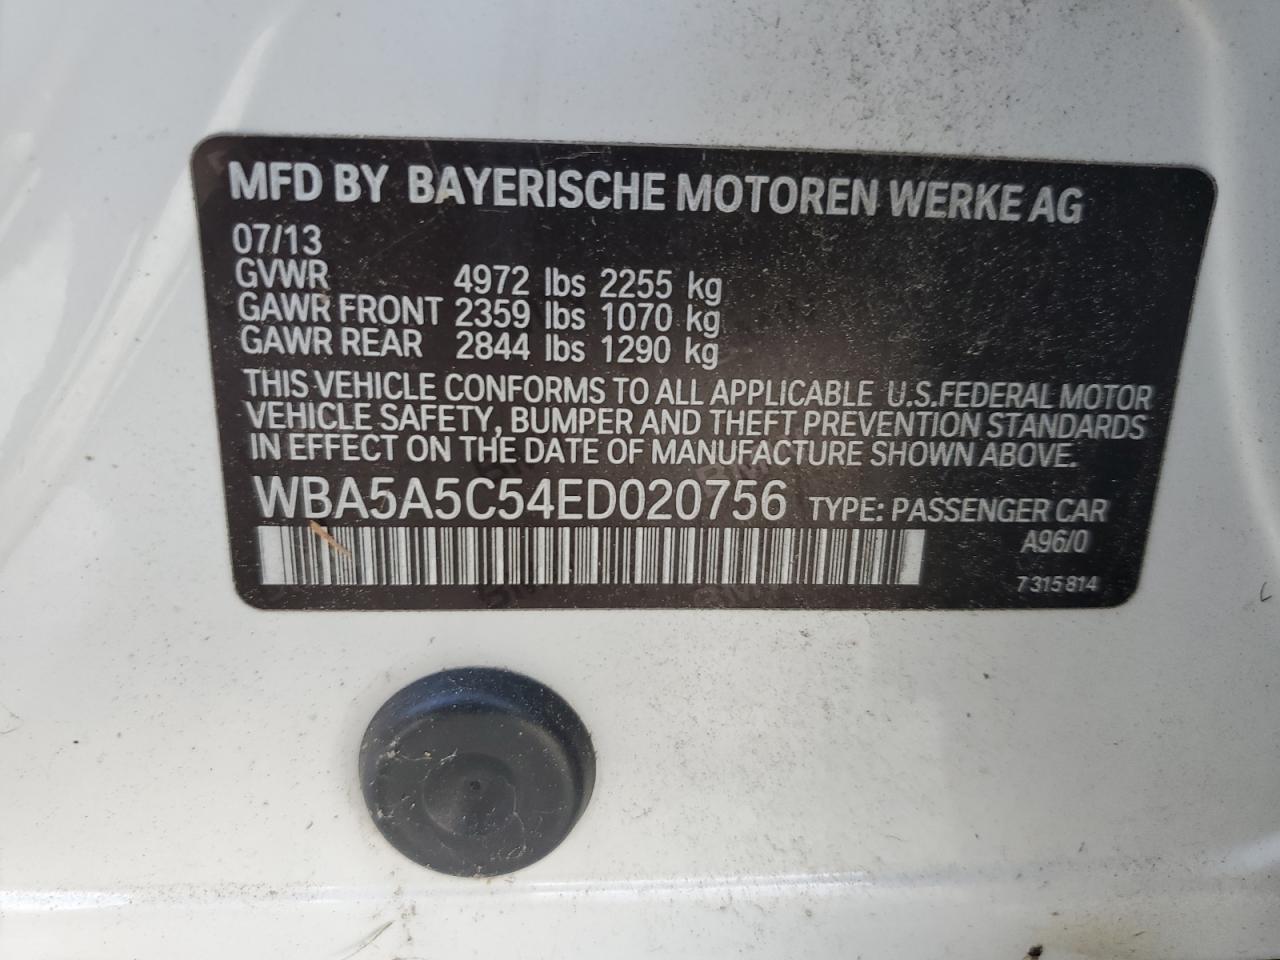 MFD BY BAYERISCHE MOTOREN WERKE AG
07/13
GVWR 4972 lbs 2255 kg
GAWR FRONT 2359 lbs 1070 kg
GAWR REAR 2844 lbs 1290 kg
THIS VEHICLE CONFORMS TO ALL APPLICABLE U.S.FEDERAL MOTOR
VEHICLE SAFETY, BUMPER AND THEFT PREVENTION STANDARDS
IN EFFECT ON THE DATE OF MANUFACTURE SHOWN ABOVE.
WBA5A5C54ED020756 TYPE: PASSENGER CAR
A96/0
7 315 814